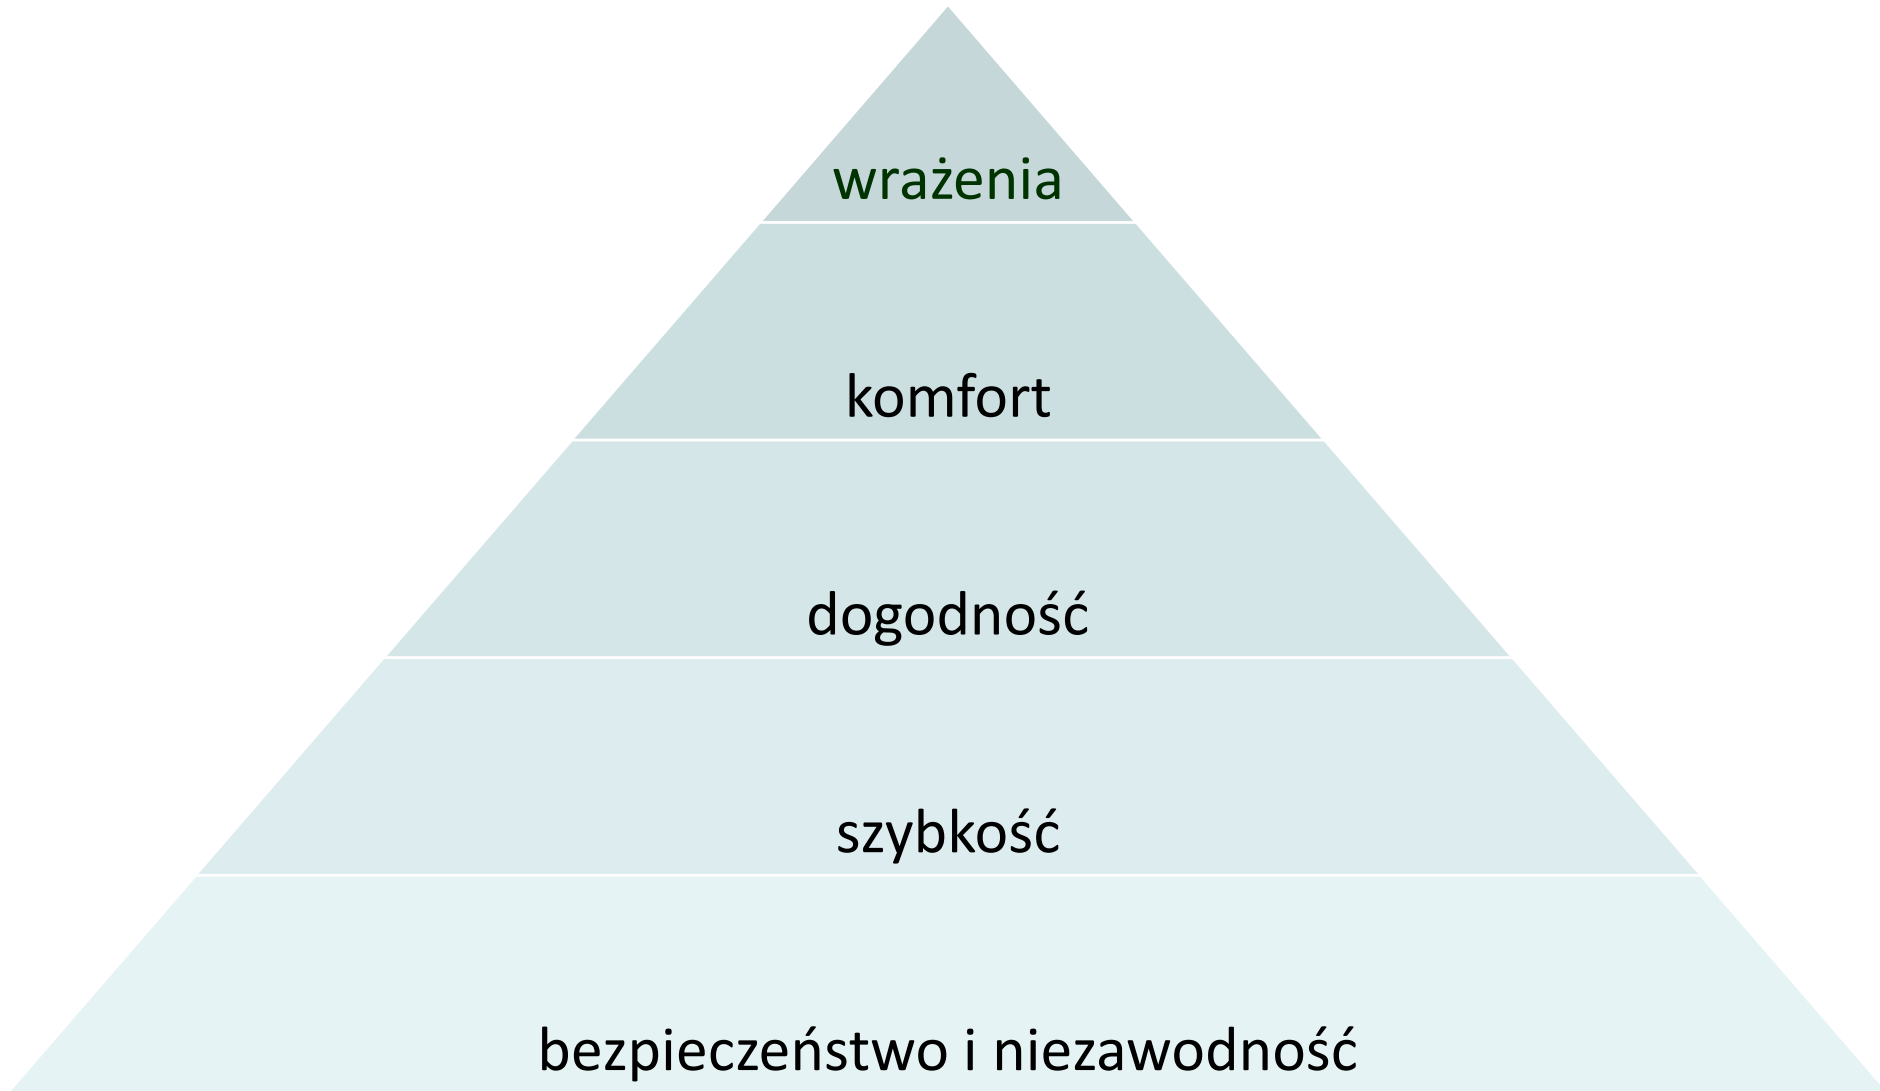 wrażenia
komfort
dogodność
szybkość
bezpieczeństwo i niezawodność